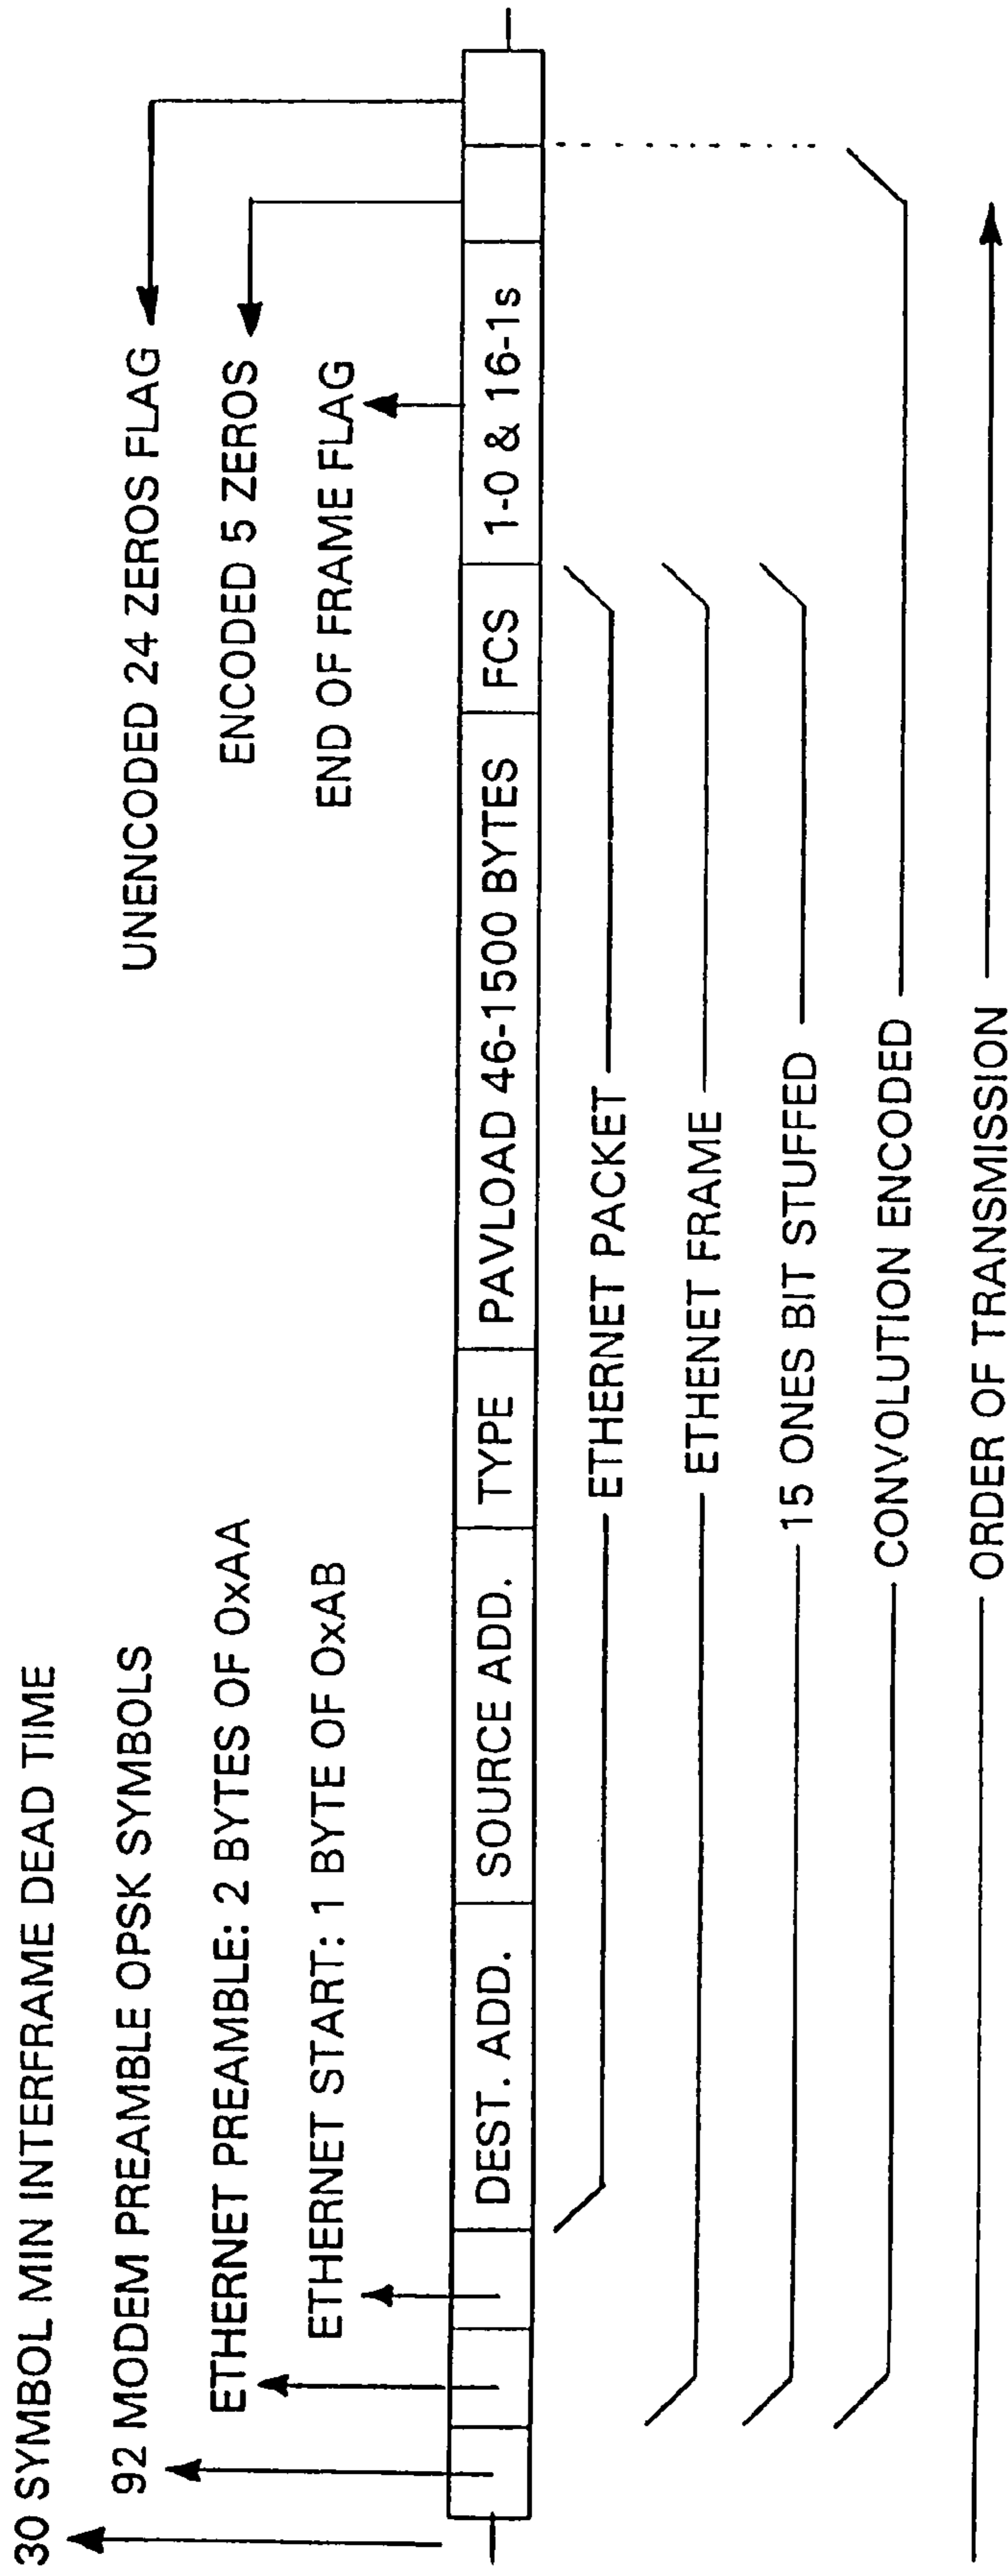 30 SYMBOL MIN INTERFRAME DEAD TIME
92 MODEM PREAMBLE OPSK SYMBOLS
ETHERNET PREAMBLE: 2 BYTES OF OxAA
ETHERNET START: 1 BYTE OF OxAB
UNENCODED 24 ZEROS FLAG
ENCODED 5 ZEROS
END OF FRAME FLAG
DEST. ADD.
SOURCE ADD.
TYPE
PAVLOAD 46-1500 BYTES
FCS
1-0 & 16-1s
ETHERNET PACKET
ETHENET FRAME
15 ONES BIT STUFFED
CONVOLUTION ENCODED
ORDER OF TRANSMISSION